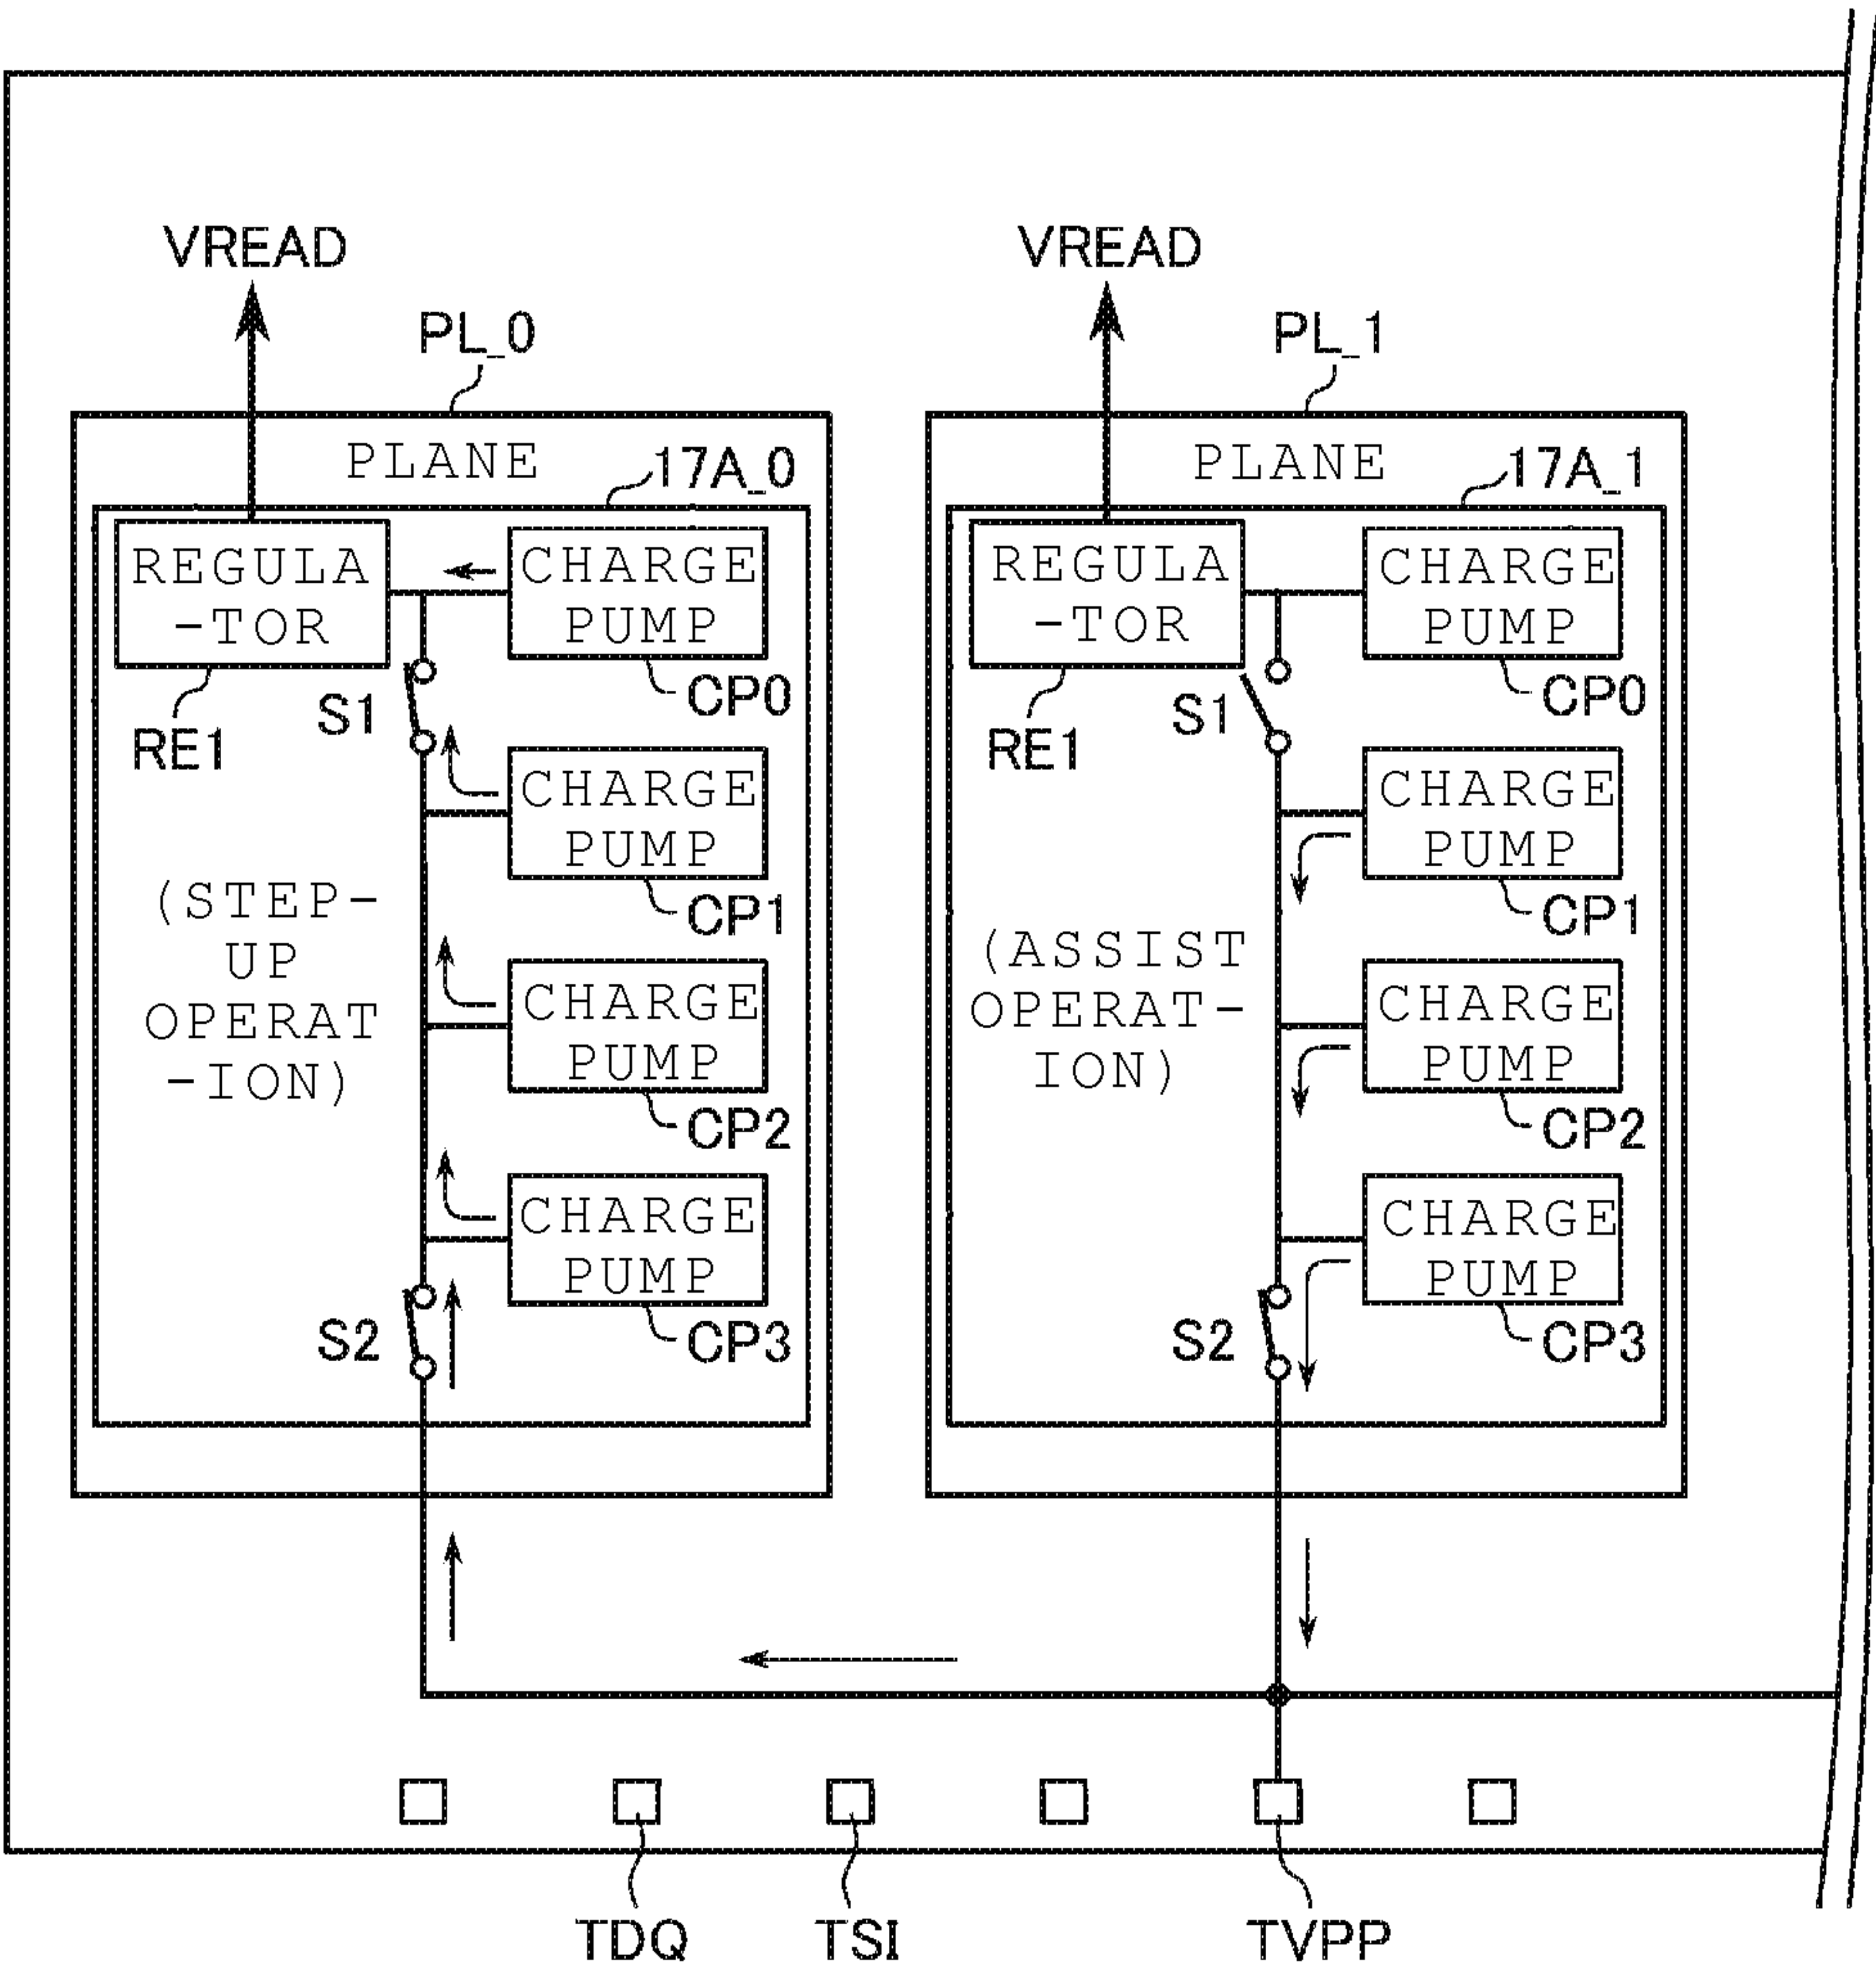 VREAD
VREAD
PL_0
PL_1
PLANE
PLANE
17A_0
17A_1
REGULA
-TOR
CHARGE
PUMP
REGULA
-TOR
CHARGE
PUMP
RE1
S1
CP0
RE1
S1
CP0
CHARGE
PUMP
CHARGE
PUMP
CP1
CP1
(STEP-
UP
OPERAT
-ION)
(ASSIST
OPERAT-
ION)
CHARGE
PUMP
CHARGE
PUMP
CP2
CP2
CHARGE
PUMP
CHARGE
PUMP
S2
CP3
S2
CP3
TDQ
TSI
TVPP